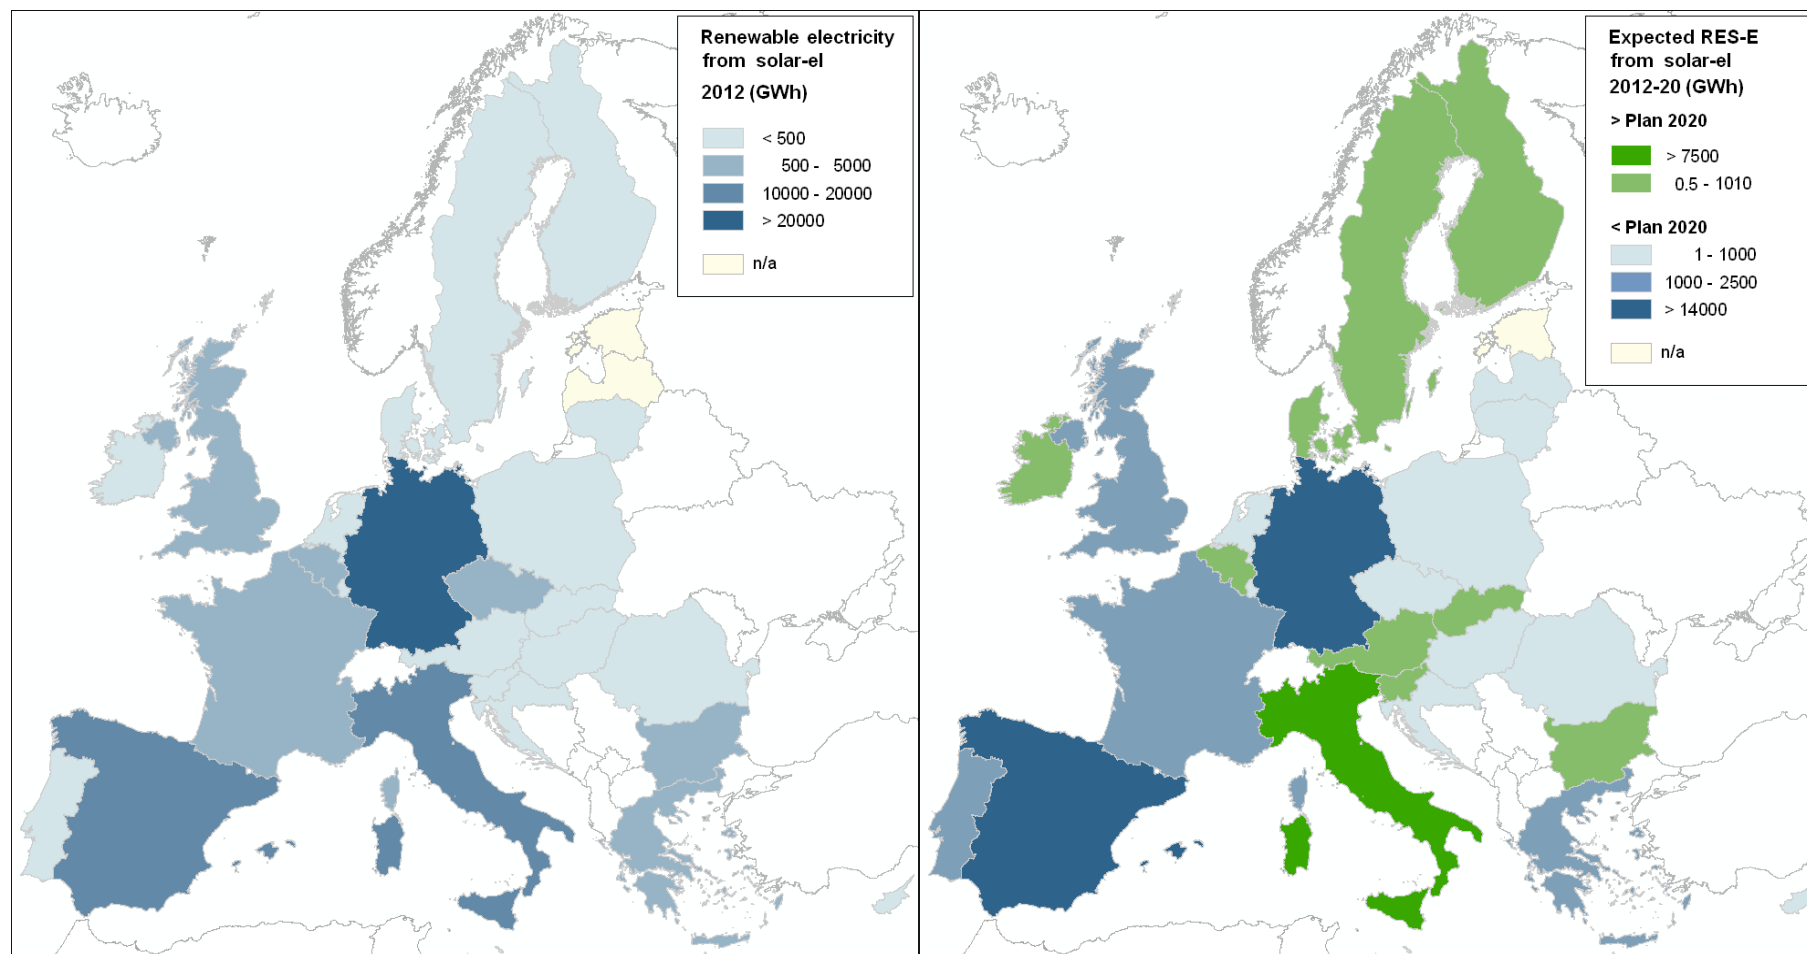 Renewable electricity
from solar-el
2012 (GWh)
< 500
500 - 5000
10000 - 20000
> 20000
n/a
Expected RES-E
from solar-el
2012-20 (GWh)
> Plan 2020
> 7500
0.5 - 1010
< Plan 2020
1 - 1000
1000 - 2500
> 14000
n/a